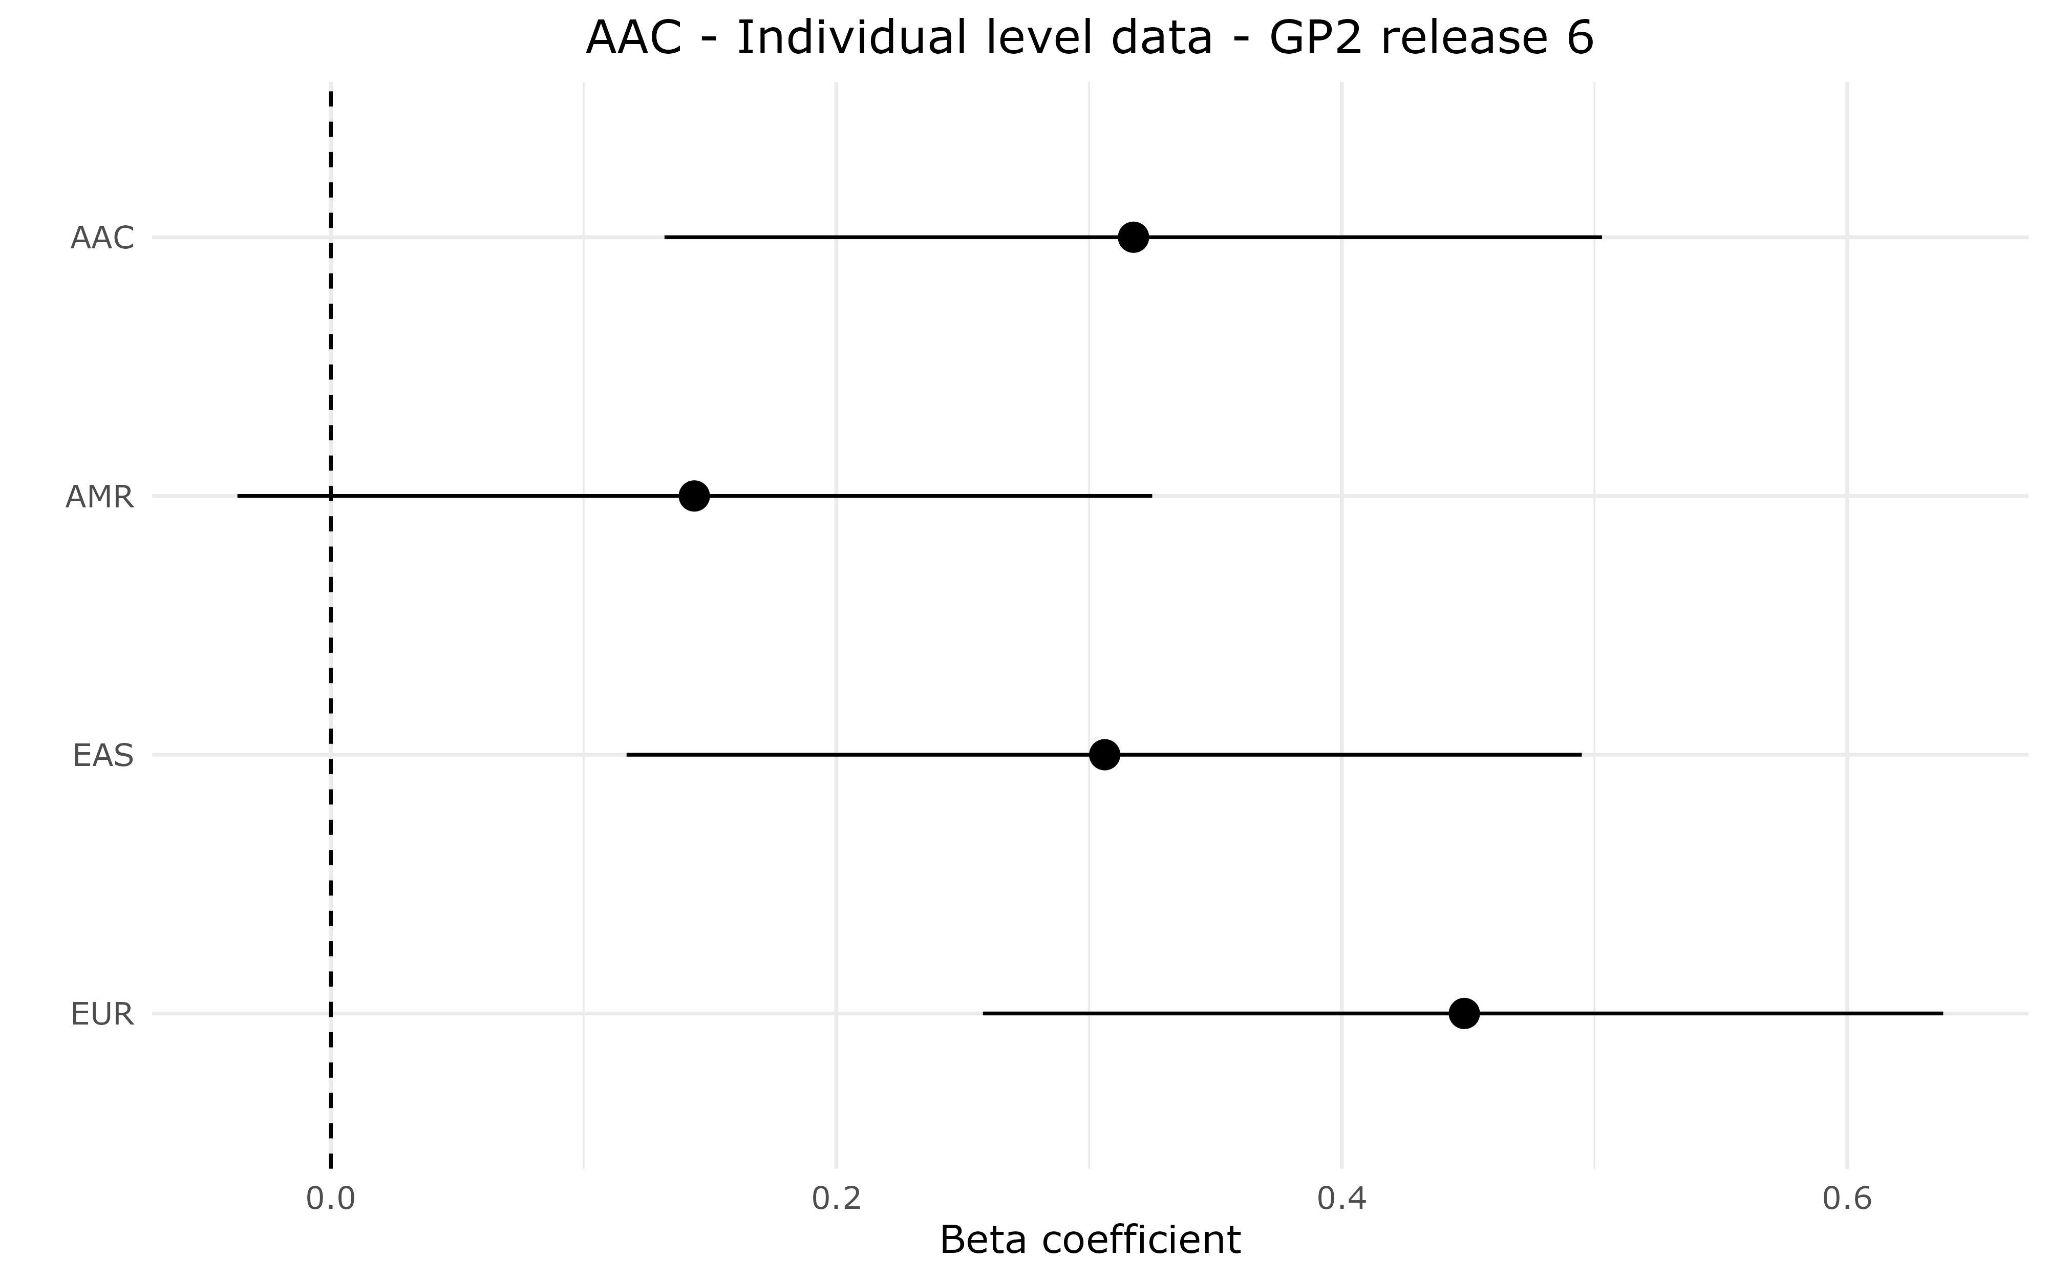 AAC - Individual level data - GP2 release 6
AAC
AMR
EAS
EUR
0.0 0.2 0.4 0.6
Beta coefficient